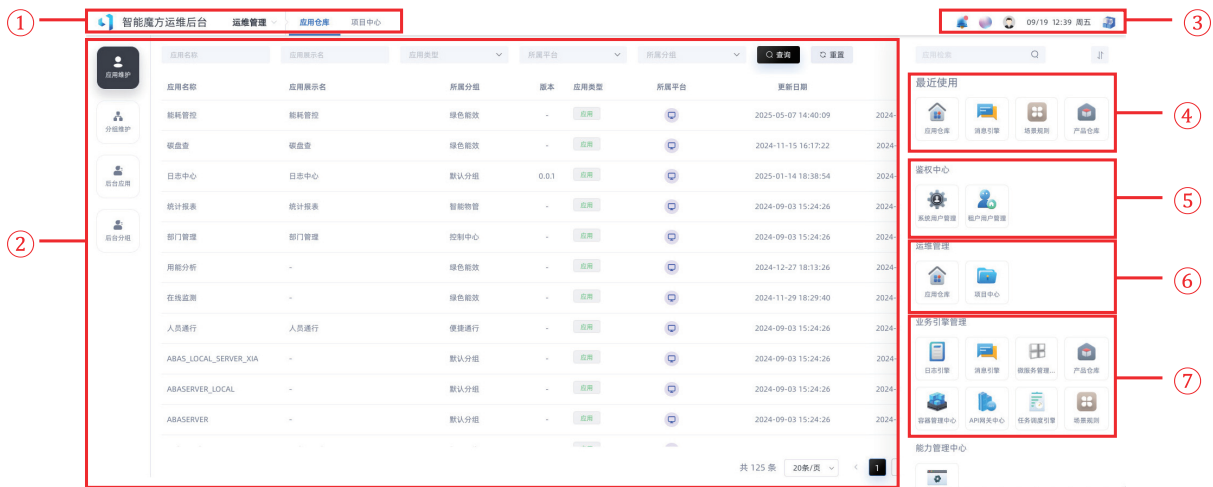 ① 智能魔方运维后台 运维管理 应用仓库 项目中心 09/19 12:39 周五 ③
应用维护 应用名称 应用展示名 应用类型 所属平台 所属分组 查询 重置
应用名称 应用展示名 所属分组 版本 应用类型 所属平台 更新日期
能耗管控 能耗管控 绿色能效 - 应用 2025-05-07 14:40:09 2024-
碳盘查 碳盘查 绿色能效 - 应用 2024-11-15 16:17:22 2024-
日志中心 日志中心 默认分组 0.0.1 应用 2025-01-14 18:38:54 2024-
统计报表 统计报表 智能物管 - 应用 2024-09-03 15:24:26 2024-
部门管理 部门管理 控制中心 - 应用 2024-09-03 15:24:26 2024-
用能分析 - 绿色能效 - 应用 2024-12-27 18:13:26 2024-
在线监测 - 绿色能效 - 应用 2024-11-29 18:29:40 2024-
人员通行 人员通行 便捷通行 - 应用 2024-09-03 15:24:26 2024-
ABAS_LOCAL_SERVER_XIA - 默认分组 - 应用 2024-09-03 15:24:26 2024-
ABASERVER_LOCAL - 默认分组 - 应用 2024-09-03 15:24:26 2024-
ABASERVER - 默认分组 - 应用 2024-09-03 15:24:26 2024-
共 125 条 20条/页 1
分组维护
后台应用
后台分组
②
最近使用
应用仓库 消息引擎 场景规则 产品仓库
④
鉴权中心
系统用户管理 租户用户管理
⑤
运维管理
应用仓库 项目中心
⑥
业务引擎管理
日志引擎 消息引擎 微服务管理... 产品仓库
容器管理中心 API网关中心 任务调度引擎 场景规则
⑦
能力管理中心